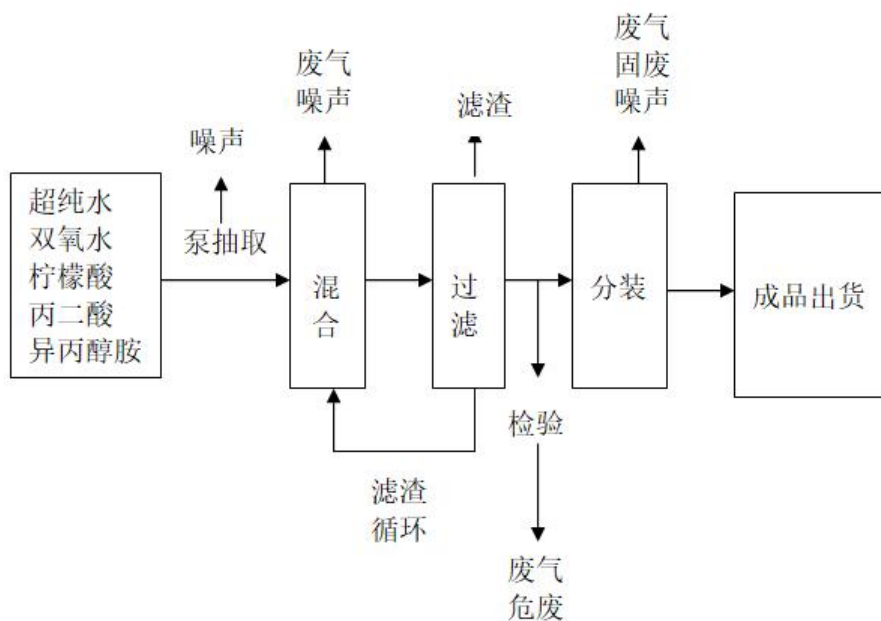 废气
固废
噪声
废气
噪声
滤渣
噪声
超纯水
双氧水
柠檬酸
丙二酸
异丙醇胺
泵抽取
混
合
过
滤
分装
成品出货
检验
滤渣
循环
废气
危废